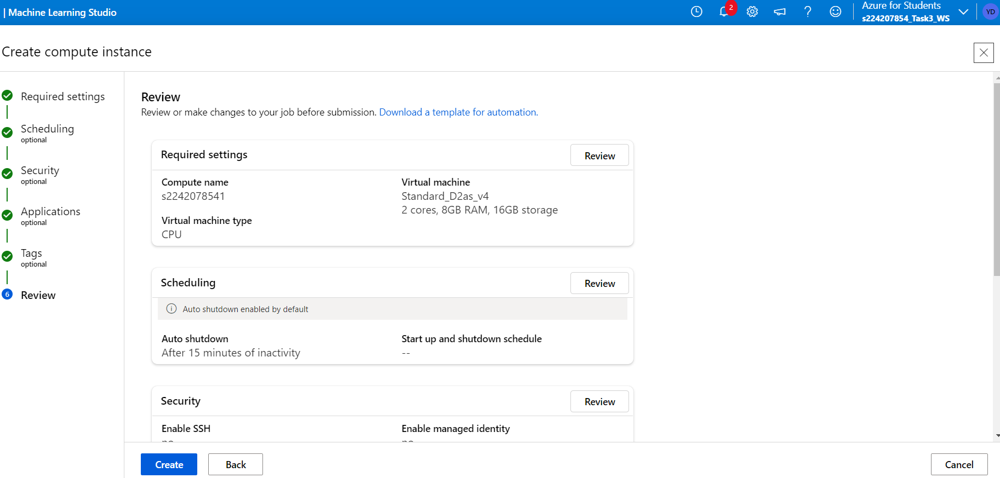 | Machine Learning Studio
2
Azure for Students
s224207854_Task3_WS
YD
Create compute instance
Required settings
Scheduling
optional
Security
optional
Applications
optional
Tags
optional
6 Review
Review
Review or make changes to your job before submission. Download a template for automation.
Required settings
Review
Compute name
s2242078541
Virtual machine
Standard_D2as_v4
2 cores, 8GB RAM, 16GB storage
Virtual machine type
CPU
Scheduling
Review
Auto shutdown enabled by default
Auto shutdown
After 15 minutes of inactivity
Start up and shutdown schedule
--
Security
Review
Enable SSH
no
Enable managed identity
no
Create
Back
Cancel